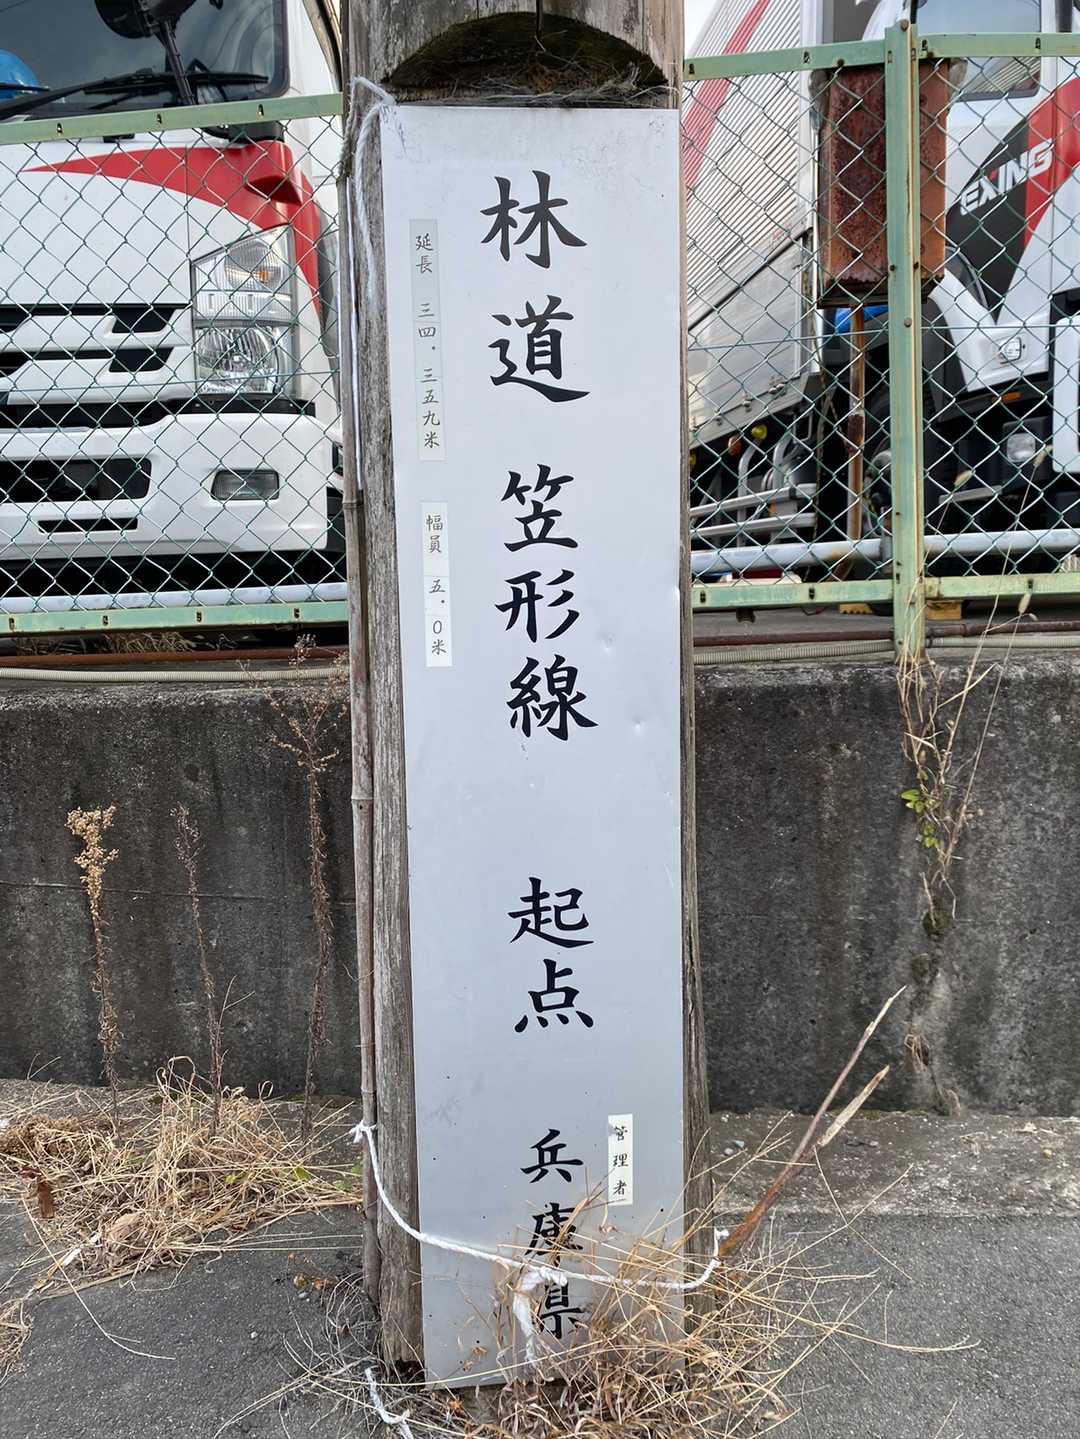 林道 笠形線 起点
延長 三四.三五九米
幅員 五.0米
管理者
兵庫県
EXING